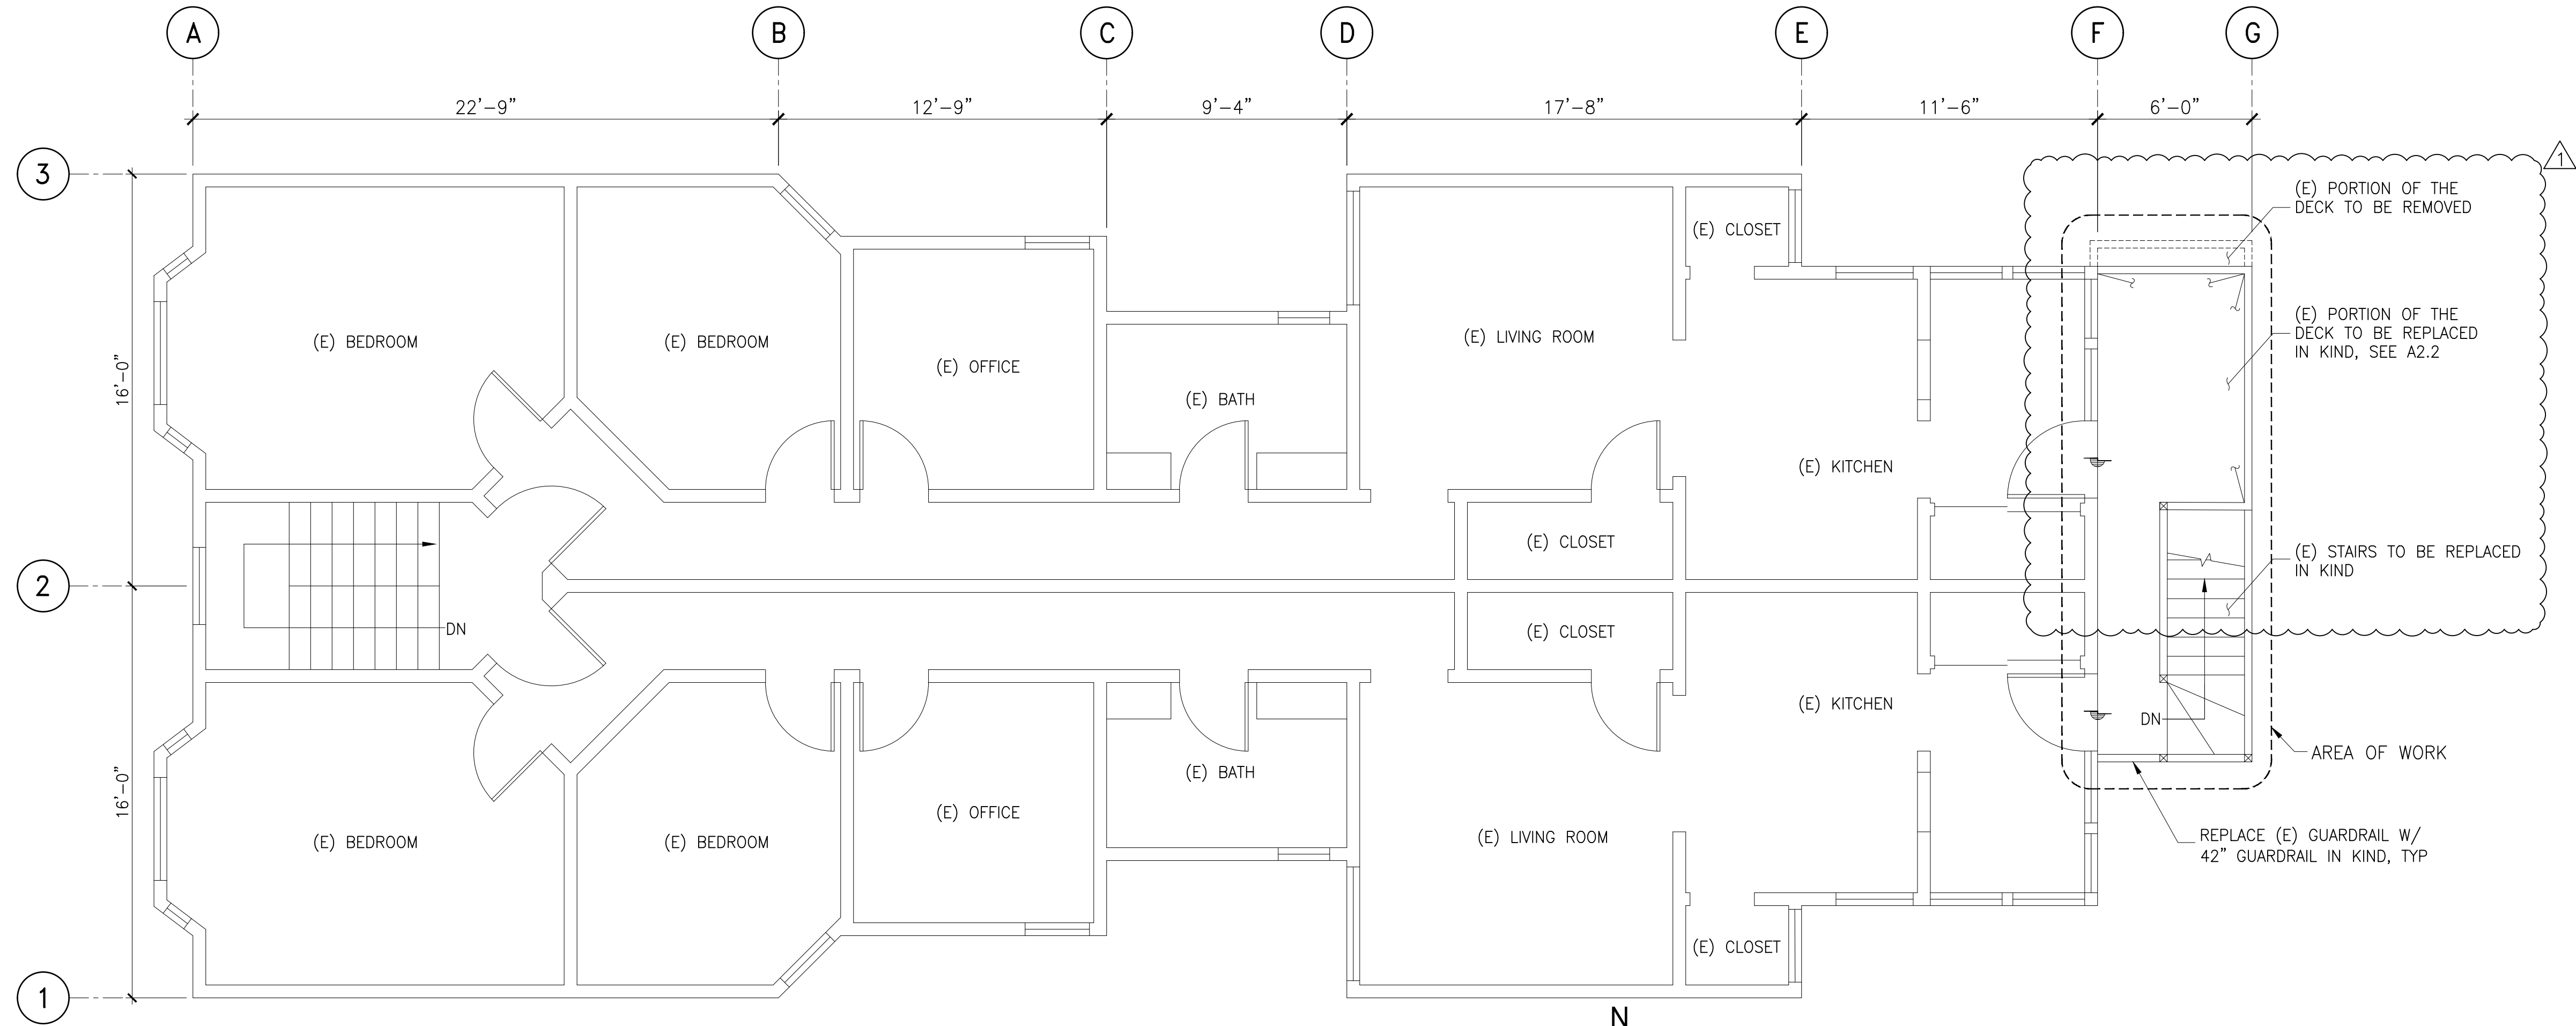 A B C D E F G
22'-9" 12'-9" 9'-4" 17'-8" 11'-6" 6'-0"
3
1
(E) PORTION OF THE
DECK TO BE REMOVED
(E) CLOSET
(E) PORTION OF THE
DECK TO BE REPLACED
IN KIND, SEE A2.2
16'-0"
(E) BEDROOM
(E) BEDROOM
(E) OFFICE
(E) BATH
(E) LIVING ROOM
(E) KITCHEN
(E) CLOSET
(E) STAIRS TO BE REPLACED
IN KIND
2
DN
(E) CLOSET
(E) KITCHEN
DN
AREA OF WORK
16'-0"
(E) BEDROOM
(E) BEDROOM
(E) OFFICE
(E) BATH
(E) LIVING ROOM
REPLACE (E) GUARDRAIL W/
42" GUARDRAIL IN KIND, TYP
(E) CLOSET
1
N